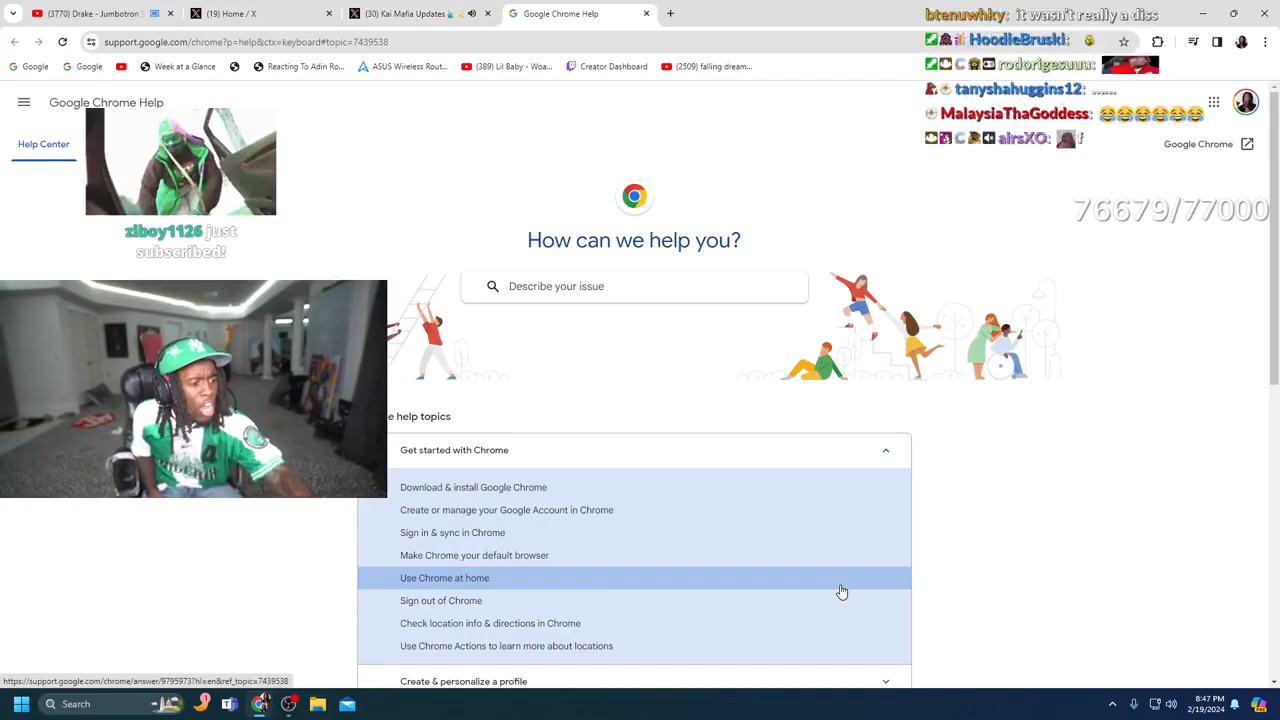 (3770) Drake - Jumbotron S
(19) Home / X
(30) Kai Mafia Updates
Google Chrome Help
btenuwhky: it wasn't really a diss
support.google.com/chrome?p=help&ctx=keyboard#topic=7439538
HoodieBruski:
Google
Google
Week at a Glance
Reacting To Adin Ro...
ASUS Wireless Rout...
(389) Lil Baby - Woa...
Creator Dashboard
(2509) falling dream...
rodorigesuuu:
tanyshahuggins12: ......
Google Chrome Help
MalaysiaThaGoddess:
airsXO: f
Help Center
Google Chrome
76679/77000
ziboy1126 just
subscribed!
How can we help you?
Describe your issue
e help topics
Get started with Chrome
Download & install Google Chrome
Create or manage your Google Account in Chrome
Sign in & sync in Chrome
Make Chrome your default browser
Use Chrome at home
Sign out of Chrome
Check location info & directions in Chrome
Use Chrome Actions to learn more about locations
https://support.google.com/chrome/answer/9795973?hl=en&ref_topic=7439538
Create & personalize a profile
Search
8:47 PM
2/19/2024